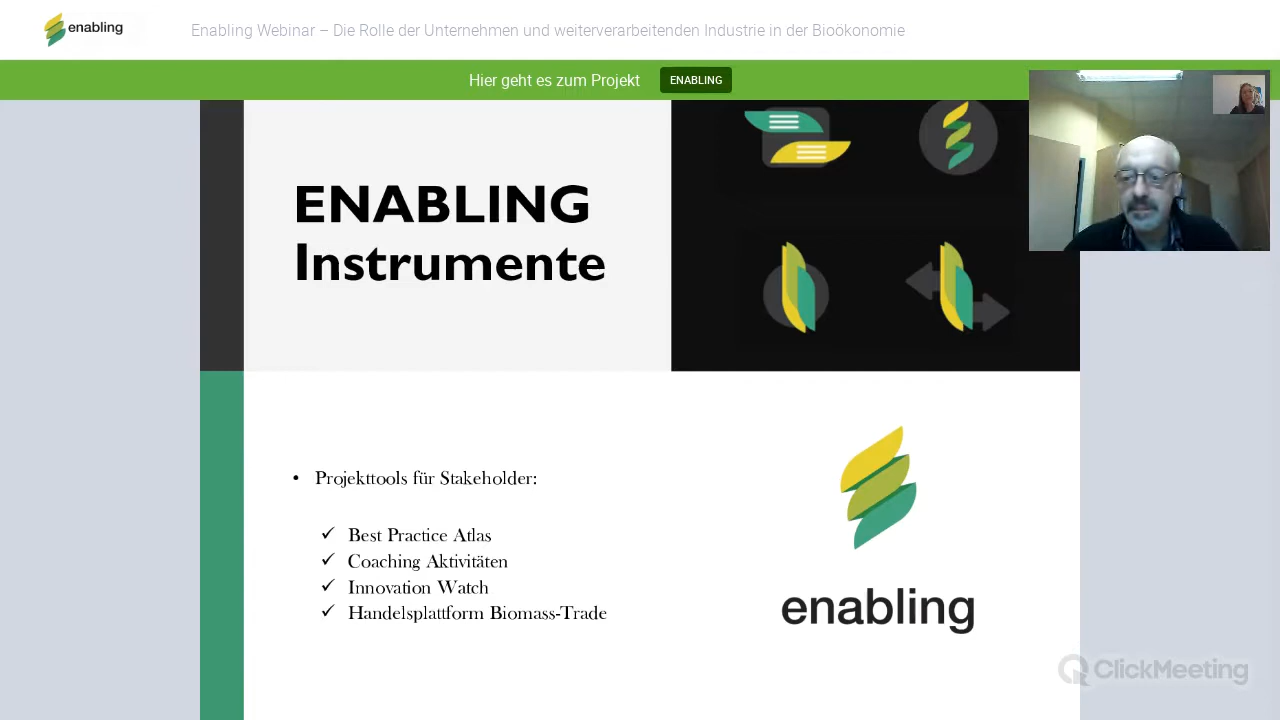 enabling
Enabling Webinar – Die Rolle der Unternehmen und weiterverarbeitenden Industrie in der Bioökonomie
Hier geht es zum Projekt
ENABLING
ENABLING
Instrumente
• Projekttools für Stakeholder:
✓ Best Practice Atlas
✓ Coaching Aktivitäten
✓ Innovation Watch
✓ Handelsplattform Biomass-Trade
enabling
ClickMeeting